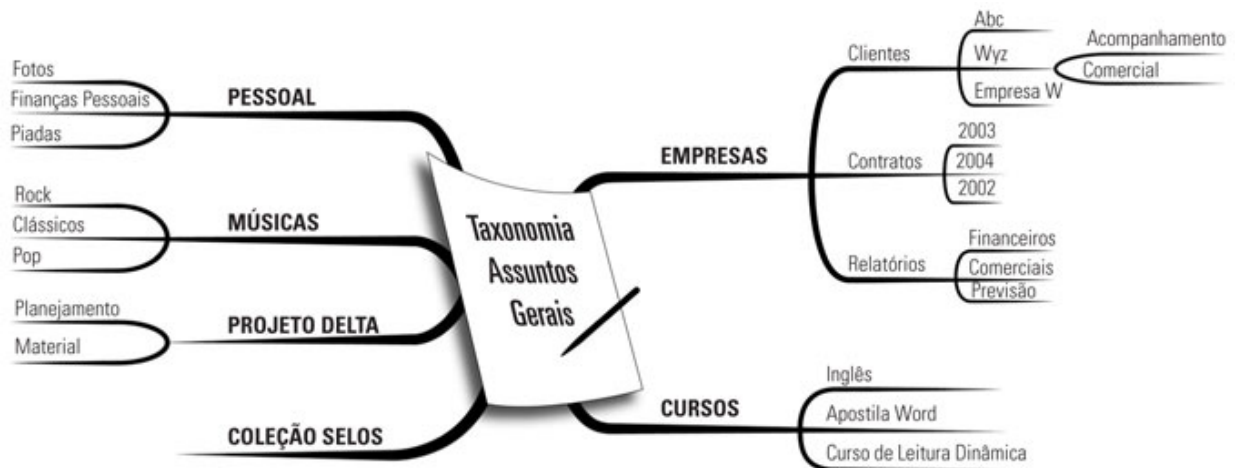 Taxonomia
Assuntos
Gerais
PESSOAL
Fotos
Finanças Pessoais
Piadas
MÚSICAS
Rock
Clássicos
Pop
PROJETO DELTA
Planejamento
Material
COLEÇÃO SELOS
EMPRESAS
Clientes
Abc
Wyz
Acompanhamento
Comercial
Empresa W
Contratos
2003
2004
2002
Relatórios
Financeiros
Comerciais
Previsão
CURSOS
Inglês
Apostila Word
Curso de Leitura Dinâmica